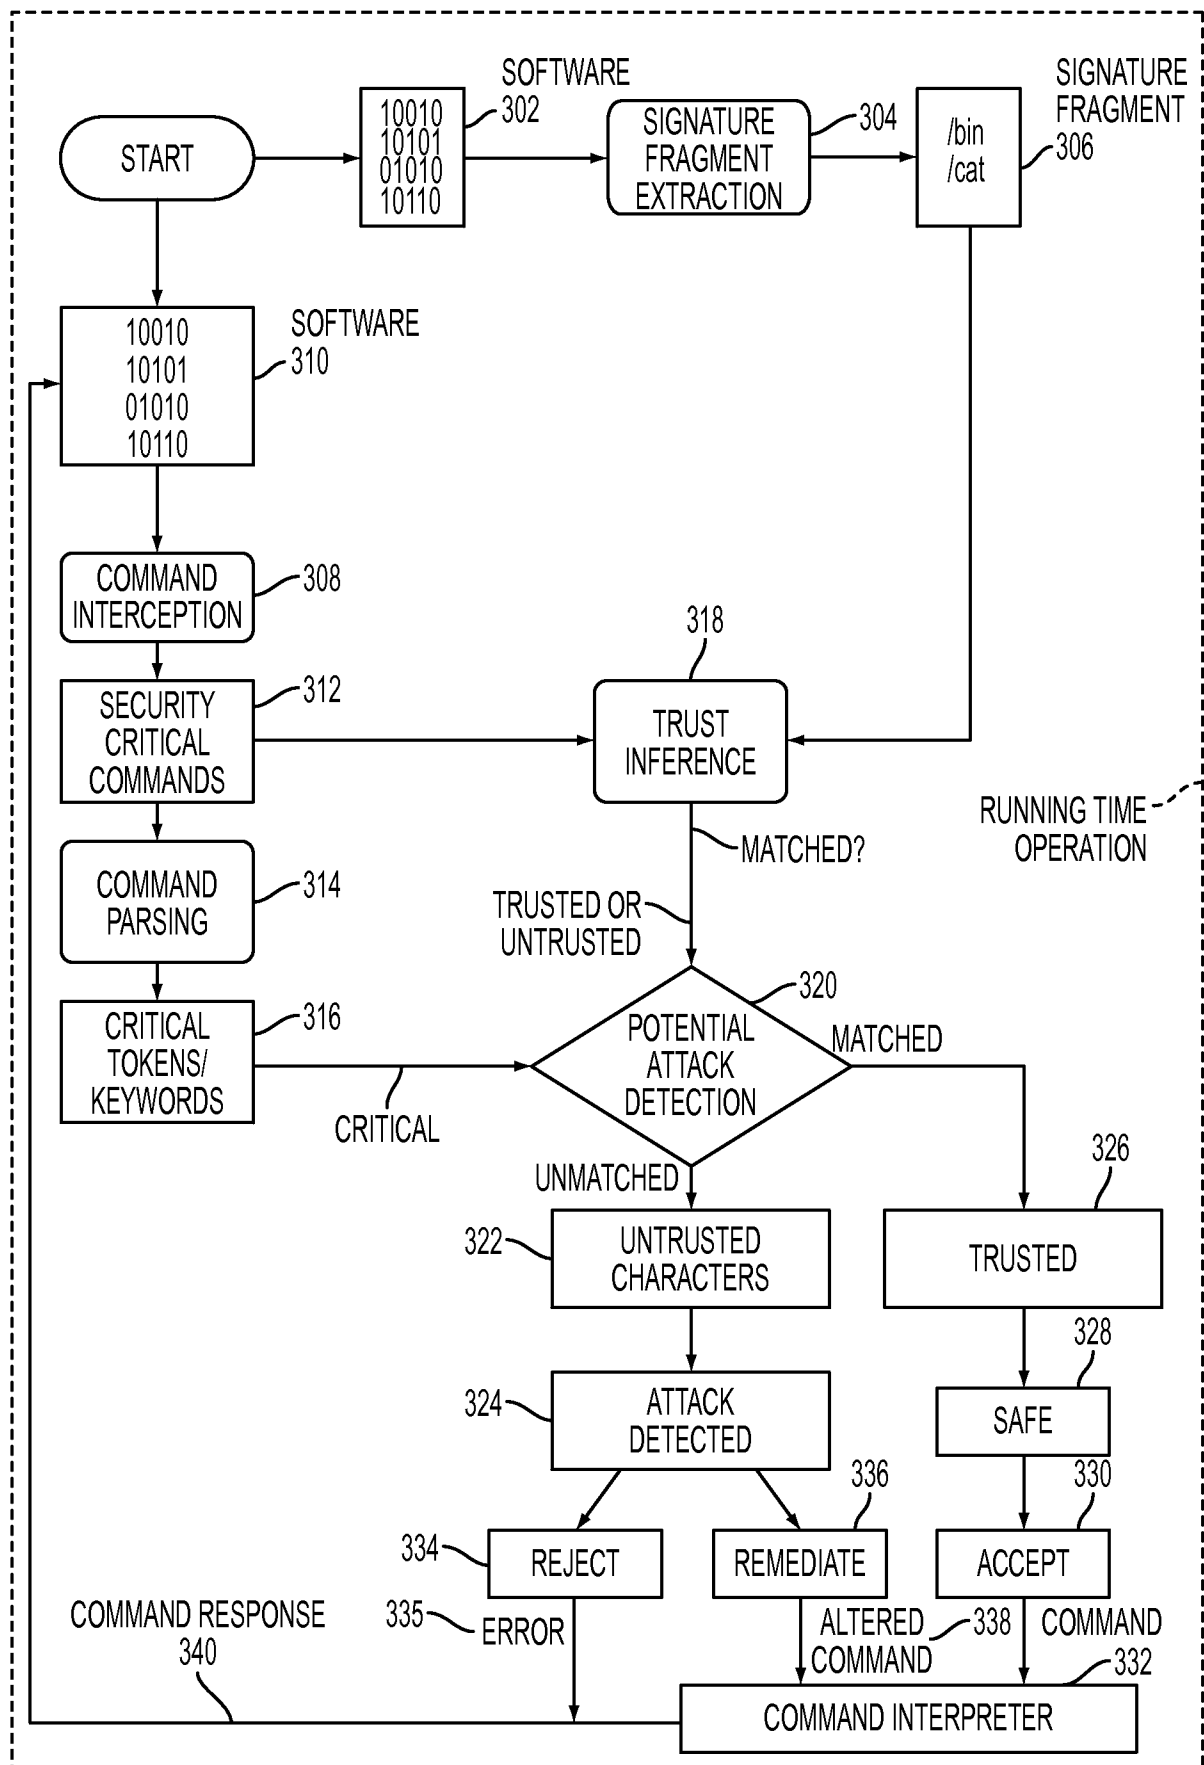 START
10010
10101
01010
10110
SOFTWARE
302
SIGNATURE
FRAGMENT
EXTRACTION
304
/bin
/cat
SIGNATURE
FRAGMENT
306
10010
10101
01010
10110
SOFTWARE
310
COMMAND
INTERCEPTION
308
SECURITY
CRITICAL
COMMANDS
312
318
TRUST
INFERENCE
RUNNING TIME
OPERATION
MATCHED?
COMMAND
PARSING
314
TRUSTED OR
UNTRUSTED
CRITICAL
TOKENS/
KEYWORDS
316
CRITICAL
320
POTENTIAL
ATTACK
DETECTION
MATCHED
UNMATCHED
322
UNTRUSTED
CHARACTERS
326
TRUSTED
324
ATTACK
DETECTED
328
SAFE
334
REJECT
336
REMEDIATE
330
ACCEPT
335
ERROR
ALTERED
COMMAND
338
COMMAND
332
COMMAND INTERPRETER
COMMAND RESPONSE
340